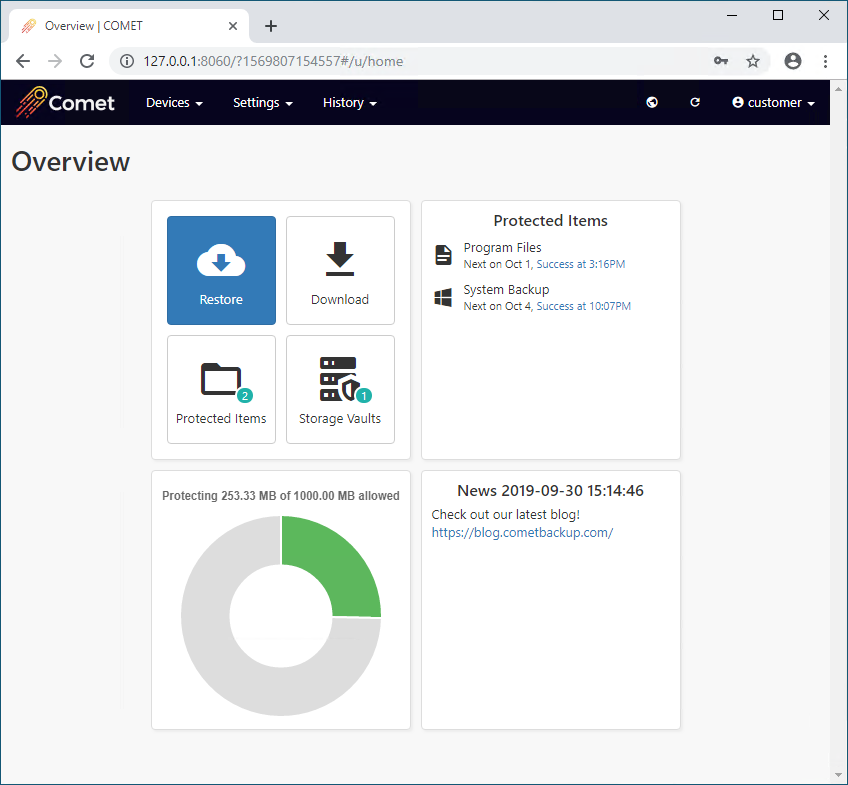 Overview | COMET
127.0.0.1:8060/?1569807154557#/u/home
Comet Devices Settings History customer
Overview
Restore
Download
Protected Items
2
Storage Vaults
1
Protected Items
Program Files
Next on Oct 1, Success at 3:16PM
System Backup
Next on Oct 4, Success at 10:07PM
Protecting 253.33 MB of 1000.00 MB allowed
News 2019-09-30 15:14:46
Check out our latest blog!
https://blog.cometbackup.com/